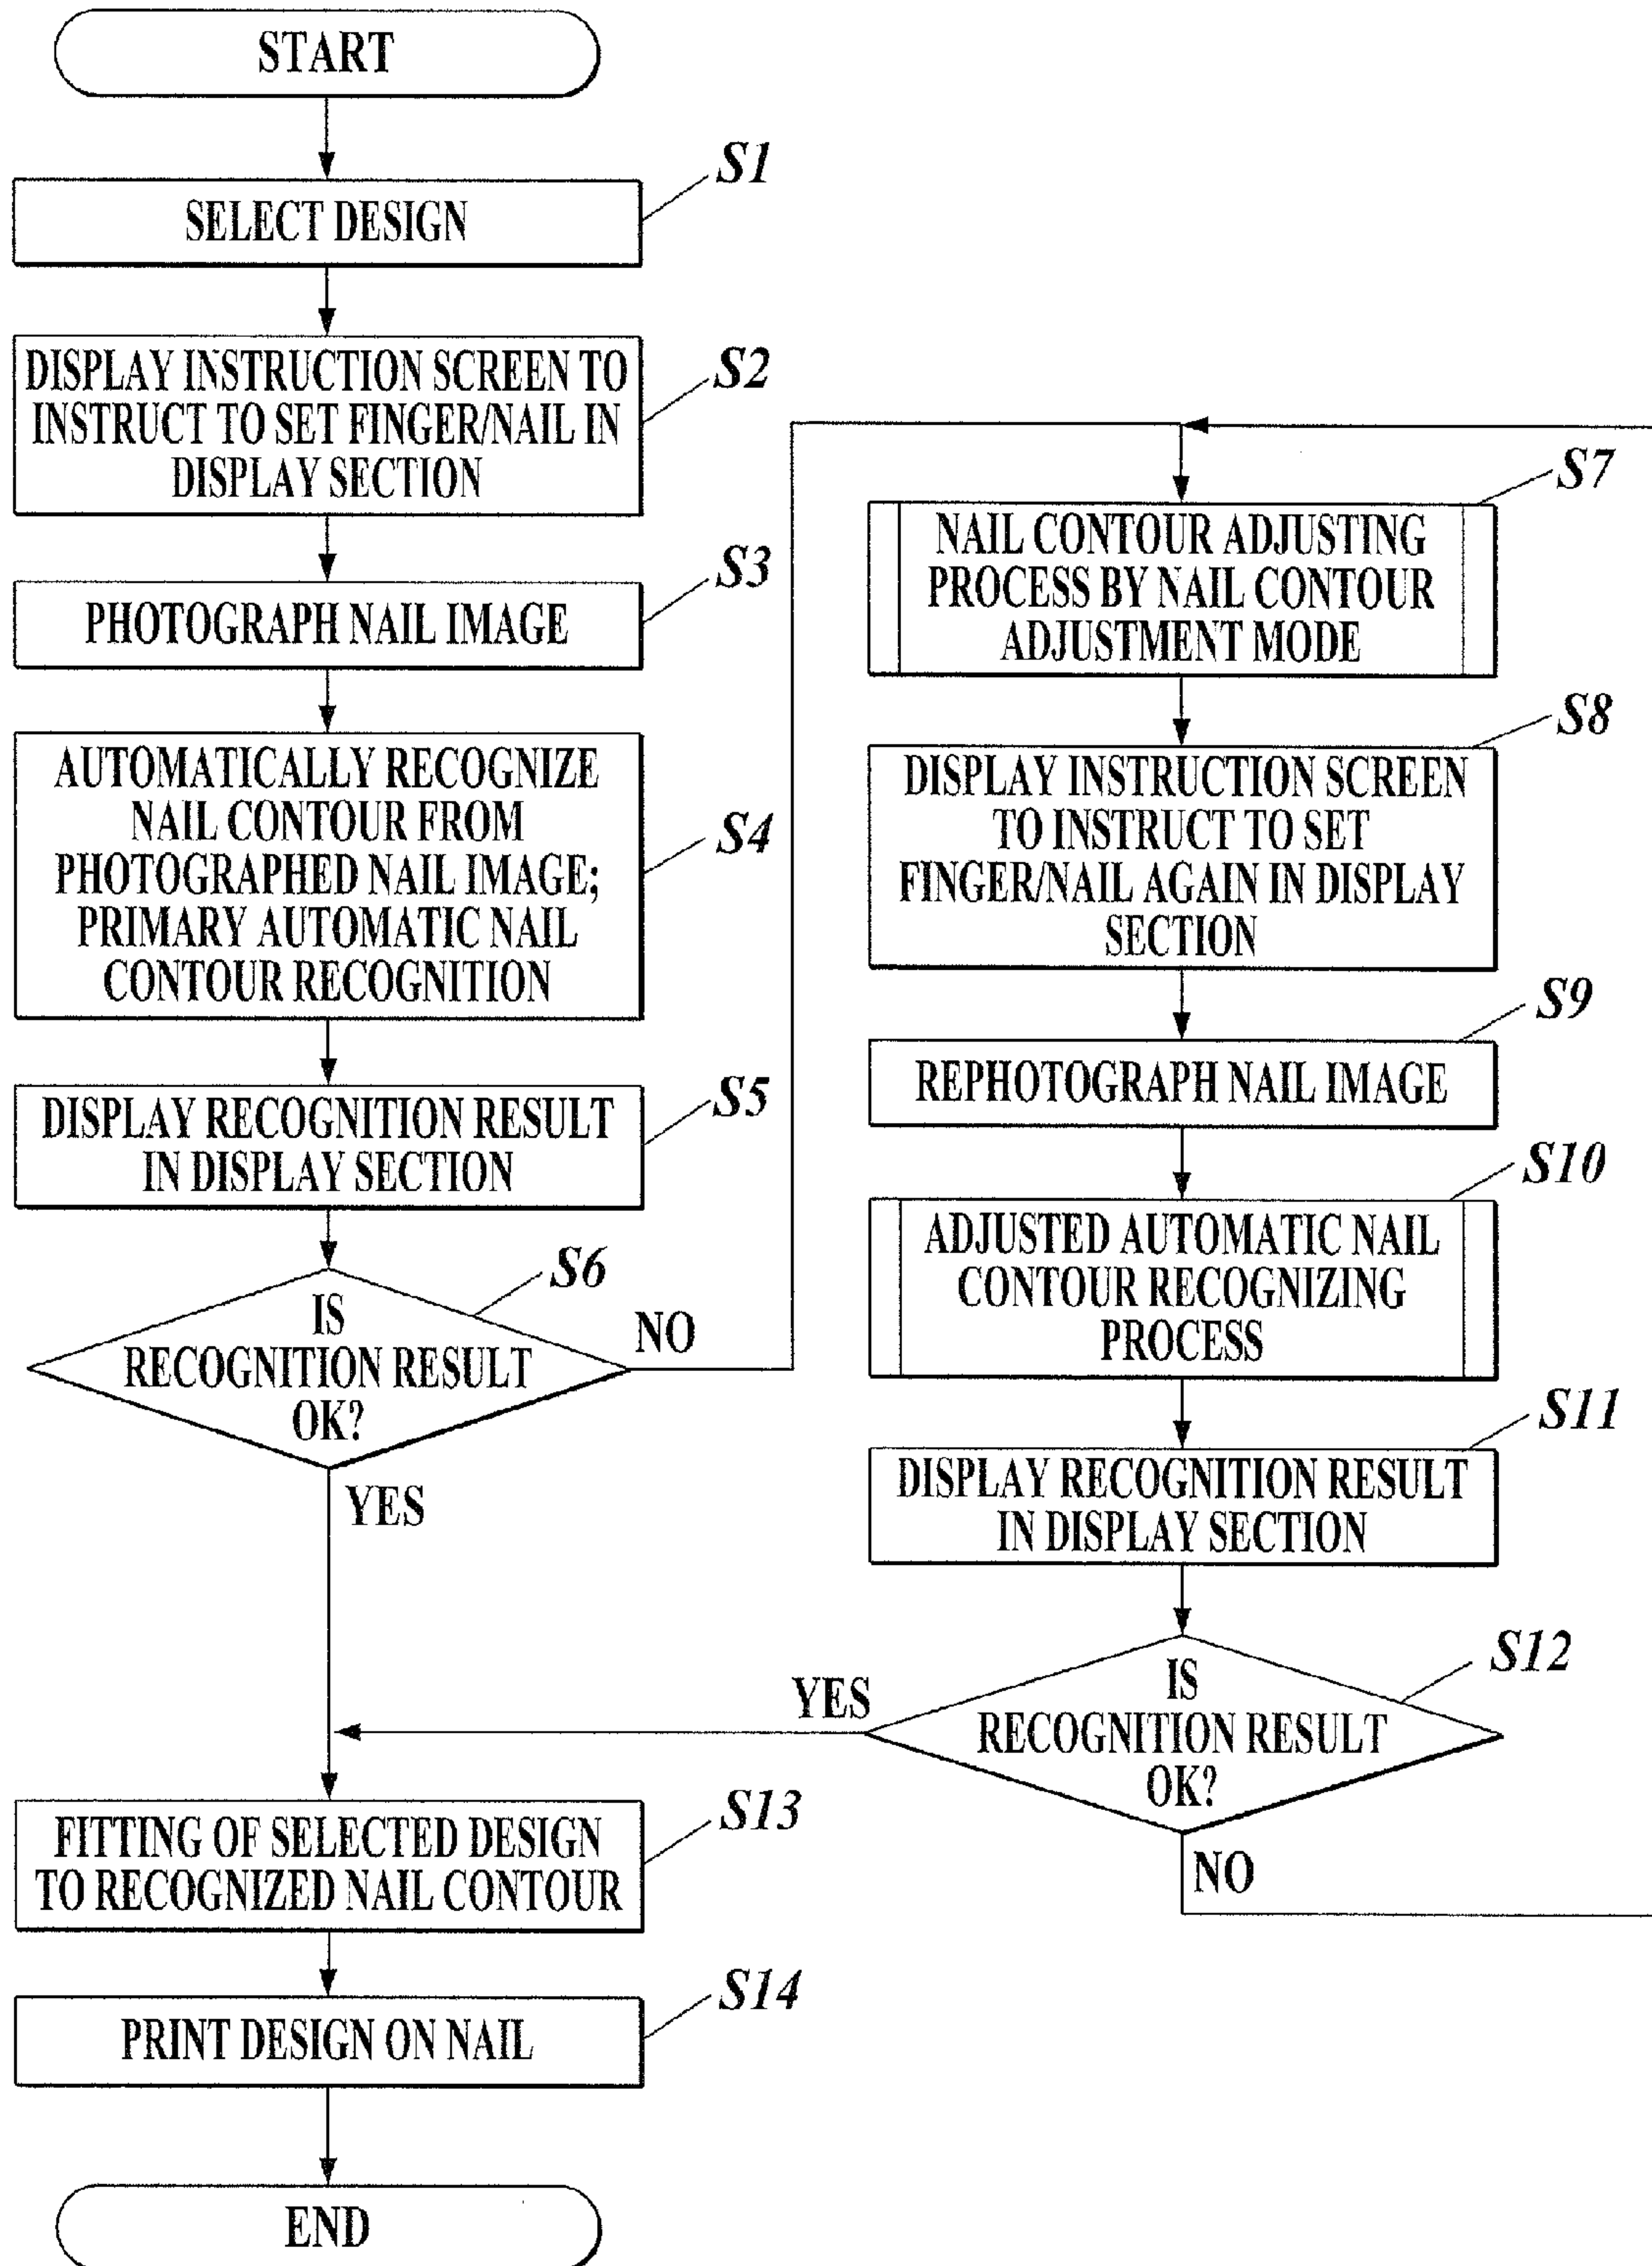 START
S1
SELECT DESIGN
S2
DISPLAY INSTRUCTION SCREEN TO
INSTRUCT TO SET FINGER/NAIL IN
DISPLAY SECTION
S3
PHOTOGRAPH NAIL IMAGE
S4
AUTOMATICALLY RECOGNIZE
NAIL CONTOUR FROM
PHOTOGRAPHED NAIL IMAGE;
PRIMARY AUTOMATIC NAIL
CONTOUR RECOGNITION
S5
DISPLAY RECOGNITION RESULT
IN DISPLAY SECTION
S6
IS
RECOGNITION RESULT
OK?
NO
YES
S7
NAIL CONTOUR ADJUSTING
PROCESS BY NAIL CONTOUR
ADJUSTMENT MODE
S8
DISPLAY INSTRUCTION SCREEN
TO INSTRUCT TO SET
FINGER/NAIL AGAIN IN DISPLAY
SECTION
S9
REPHOTOGRAPH NAIL IMAGE
S10
ADJUSTED AUTOMATIC NAIL
CONTOUR RECOGNIZING
PROCESS
S11
DISPLAY RECOGNITION RESULT
IN DISPLAY SECTION
S12
IS
RECOGNITION RESULT
OK?
YES
NO
S13
FITTING OF SELECTED DESIGN
TO RECOGNIZED NAIL CONTOUR
S14
PRINT DESIGN ON NAIL
END